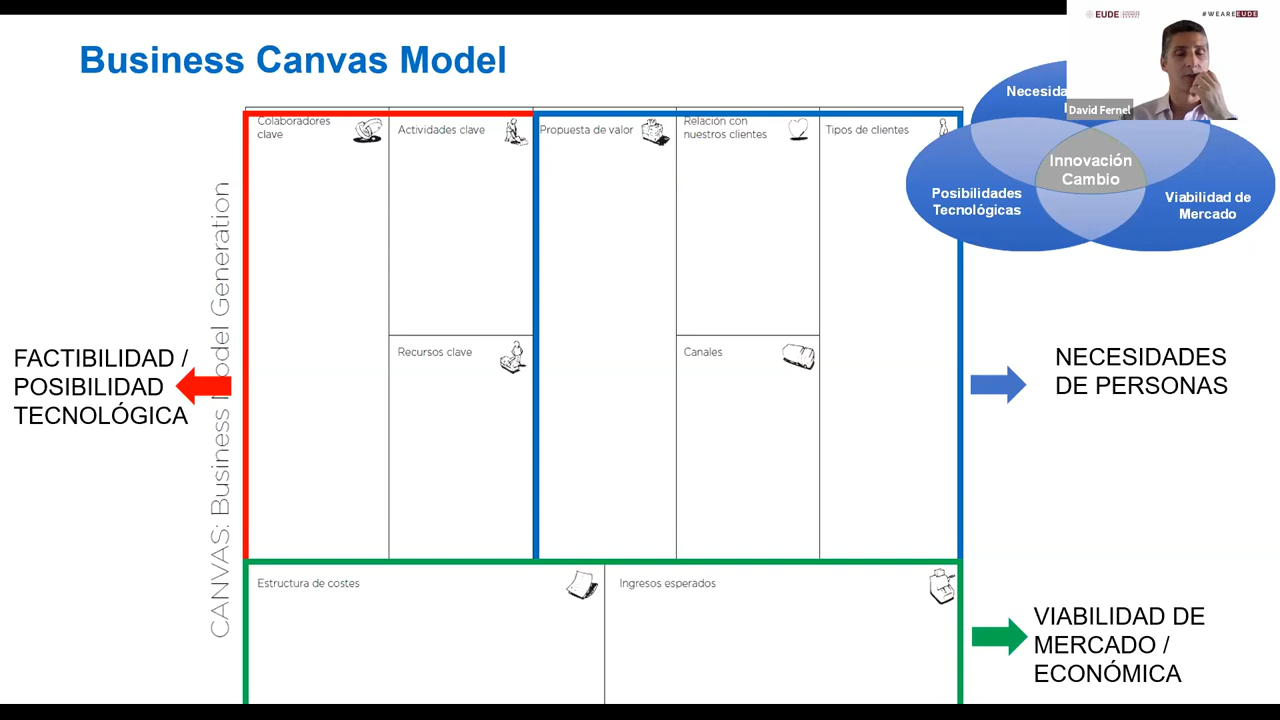 Business Canvas Model
EUDE
#WEAREEUDE
David Fernel
Necesida
Innovación
Cambio
Posibilidades
Tecnológicas
Viabilidad de
Mercado
Colaboradores
clave
Actividades clave
Propuesta de valor
Relación con
nuestros clientes
Tipos de clientes
Recursos clave
Canales
CANVAS: Business Model Generation
FACTIBILIDAD /
POSIBILIDAD
TECNOLÓGICA
NECESIDADES
DE PERSONAS
Estructura de costes
Ingresos esperados
VIABILIDAD DE
MERCADO /
ECONÓMICA